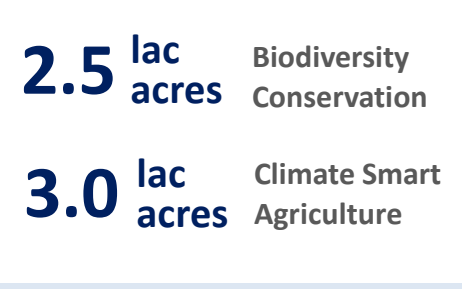 2.5 lac acres
Biodiversity
Conservation
3.0 lac acres
Climate Smart
Agriculture